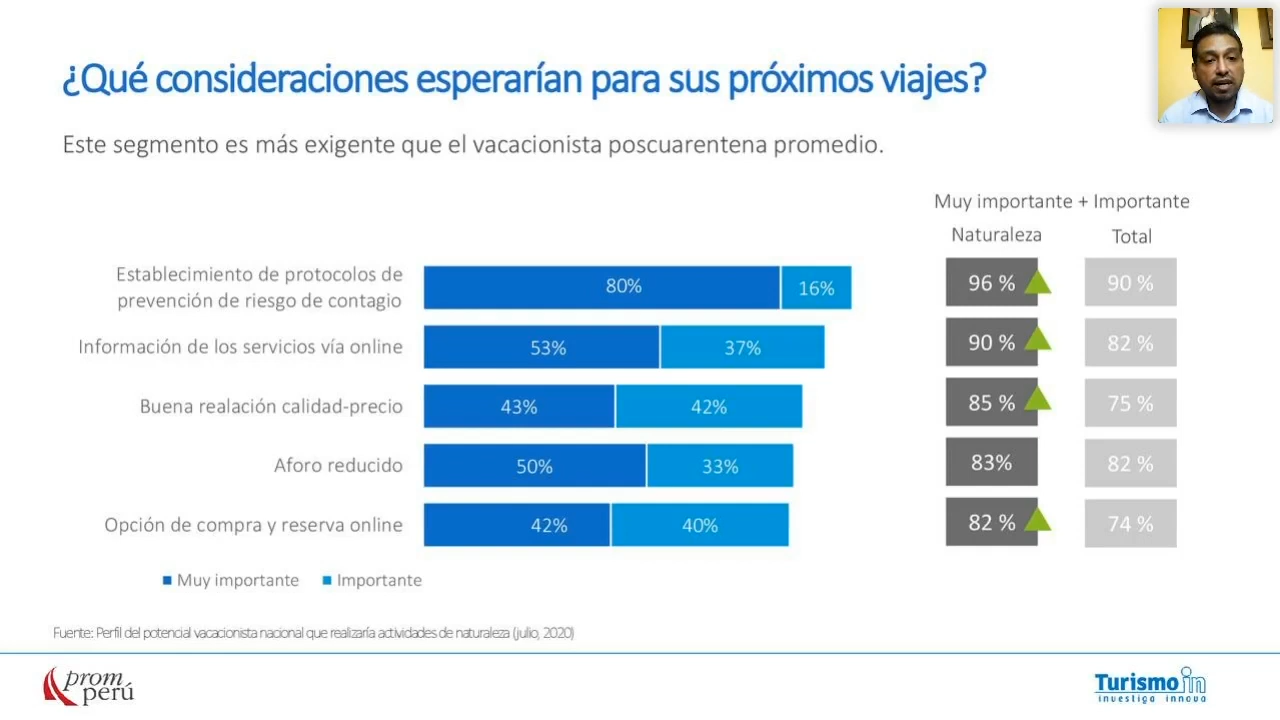 ¿Qué consideraciones esperarían para sus próximos viajes?
Este segmento es más exigente que el vacacionista poscuarentena promedio.
Muy importante + Importante
Naturaleza
Total
Establecimiento de protocolos de
prevención de riesgo de contagio
80%
16%
96 %
90 %
Información de los servicios vía online
53%
37%
90 %
82 %
Buena realación calidad-precio
43%
42%
85 %
75 %
Aforo reducido
50%
33%
83%
82 %
Opción de compra y reserva online
42%
40%
82 %
74 %
Muy importante
Importante
Fuente: Perfil del potencial vacacionista nacional que realizaría actividades de naturaleza (julio, 2020)
prom
perú
Turismo in
investiga innova